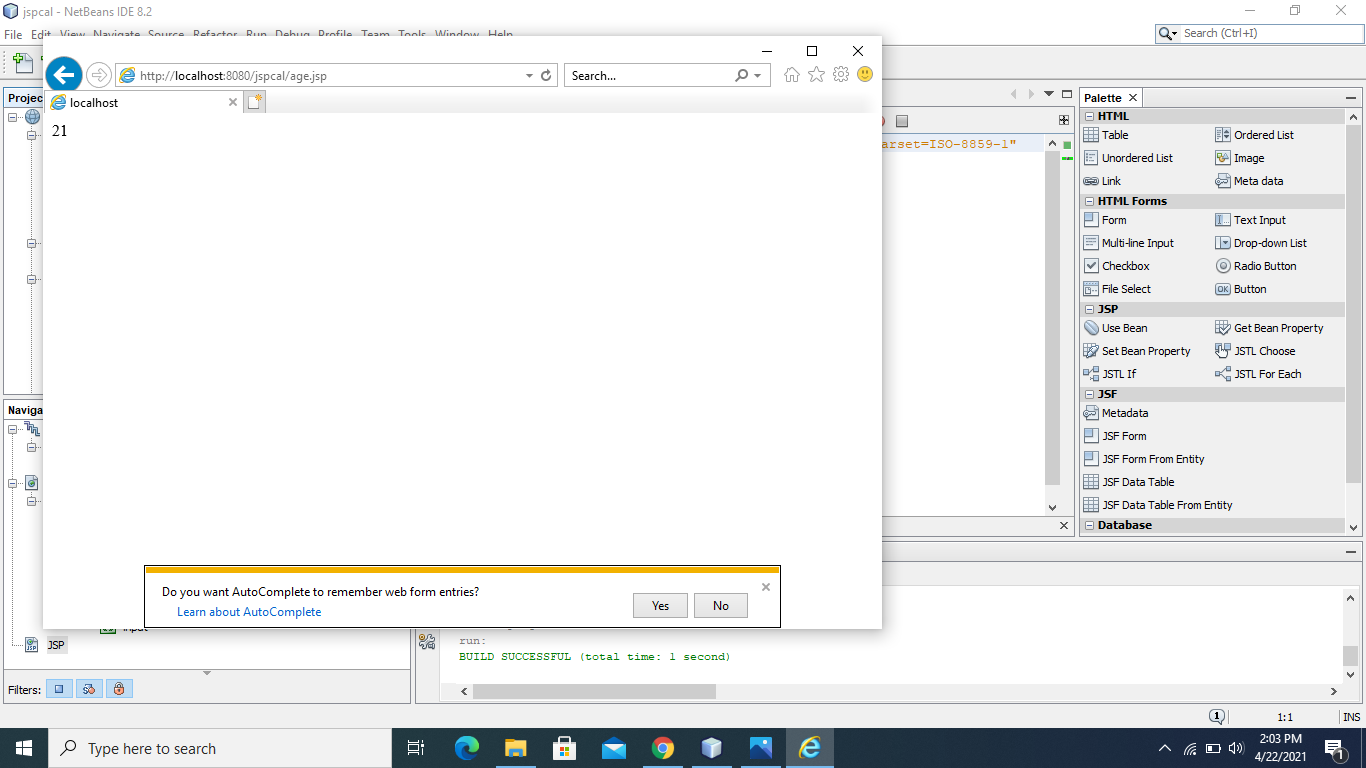 jspcal - NetBeans IDE 8.2
File Edit View Navigate Source Refactor Run Debug Profile Team Tools Window Help
Search (Ctrl+I)
http://localhost:8080/jspcal/age.jsp
Search...
localhost
21
Do you want AutoComplete to remember web form entries?
Learn about AutoComplete
Yes
No
Projec
arset=ISO-8859-1"
Palette
HTML
Table
Ordered List
Unordered List
Image
Link
Meta data
HTML Forms
Form
Text Input
Multi-line Input
Drop-down List
Checkbox
Radio Button
File Select
Button
JSP
Use Bean
Get Bean Property
Set Bean Property
JSTL Choose
JSTL If
JSTL For Each
JSF
Metadata
JSF Form
JSF Form From Entity
JSF Data Table
JSF Data Table From Entity
Database
Naviga
JSP
Filters:
run:
BUILD SUCCESSFUL (total time: 1 second)
1
1:1
INS
Type here to search
2:03 PM
4/22/2021
1